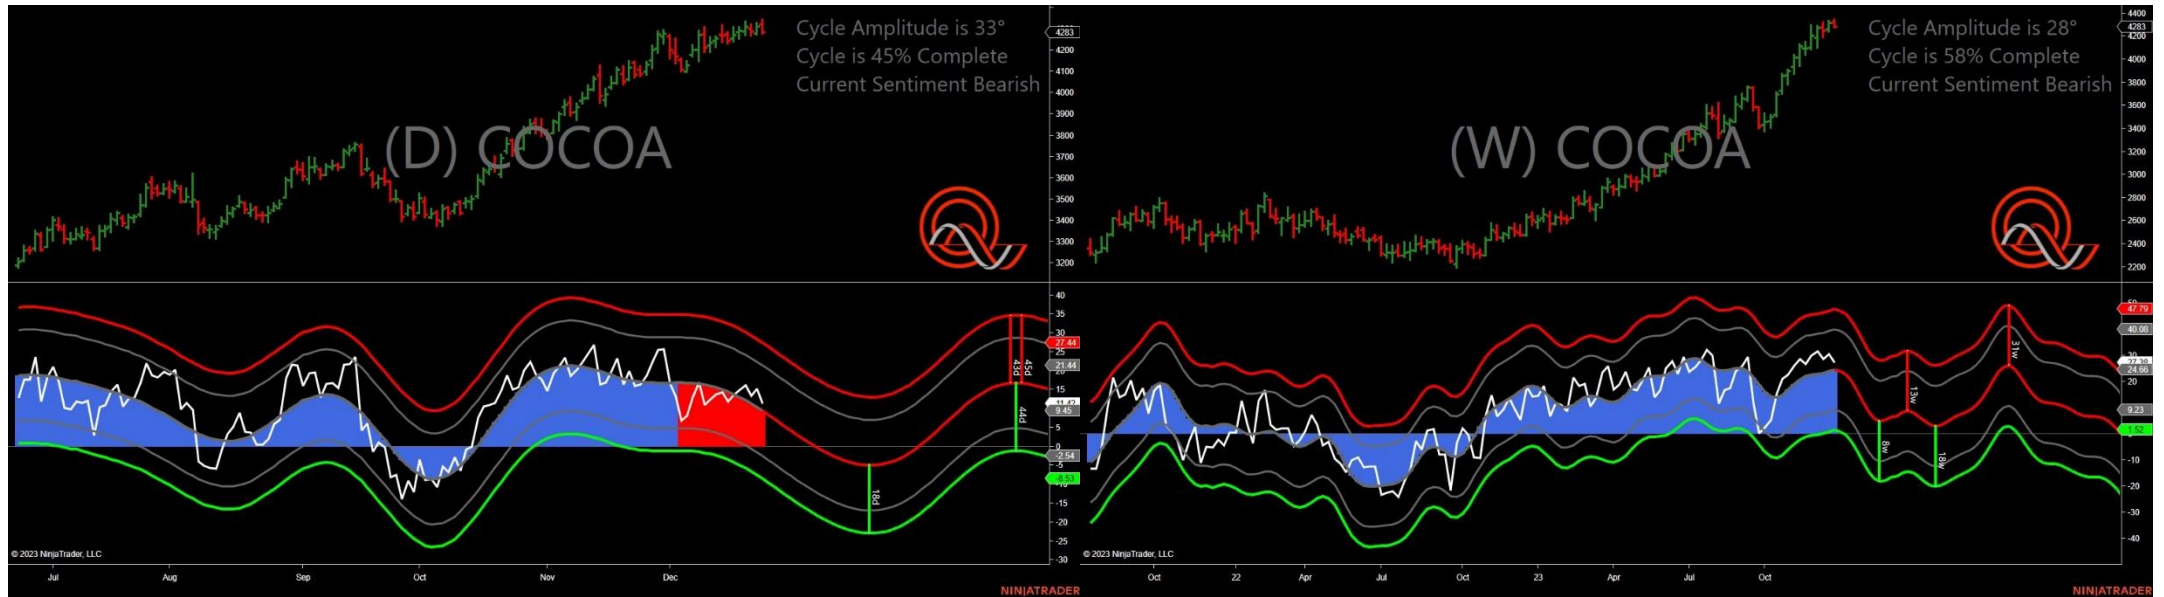 Cycle Amplitude is 33°
Cycle is 45% Complete
Current Sentiment Bearish
(D) COCOA
4283
4200
4100
4000
3900
3800
3700
3600
3500
3400
3300
3200
40
35
30
27.44
25
21.44
20
15
11.42
9.45
5
0
-2.54
-5
-8.53
-10
-15
-20
-25
-30
43d
45d
44d
18d
© 2023 NinjaTrader, LLC
Jul
Aug
Sep
Oct
Nov
Dec
NINJATRADER
Cycle Amplitude is 28°
Cycle is 58% Complete
Current Sentiment Bearish
(W) COCOA
4400
4283
4200
4000
3800
3600
3400
3200
3000
2800
2600
2400
2200
47.79
40.08
30
24.66
20
9.23
1.52
-10
-20
-30
-40
13w
31w
8w
18w
© 2023 NinjaTrader, LLC
Oct
22
Apr
Jul
Oct
23
Apr
Jul
Oct
NINJATRADER